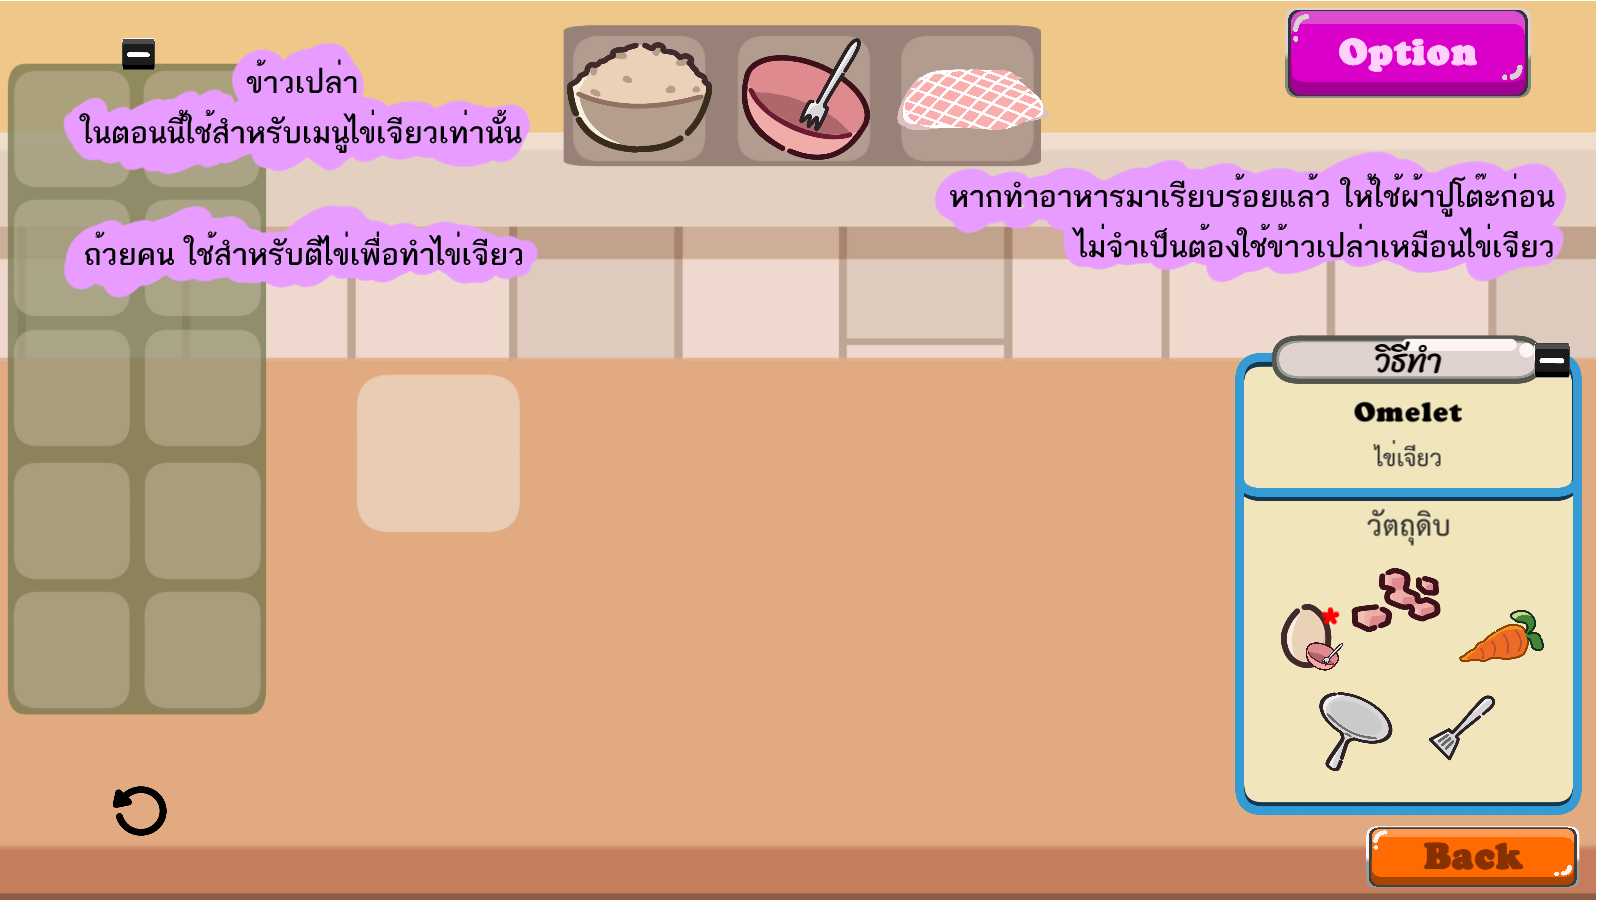 ข้าวเปล่า
ในตอนนี้ใช้สำหรับเมนูไข่เจียวเท่านั้น
ถ้วยคน ใช้สำหรับตีไข่เพื่อทำไข่เจียว
Option
หากทำอาหารมาเรียบร้อยแล้ว ให้ใช้ผ้าปูโต๊ะก่อน
ไม่จำเป็นต้องใช้ข้าวเปล่าเหมือนไข่เจียว
วิธีทำ
Omelet
ไข่เจียว
วัตถุดิบ
Back